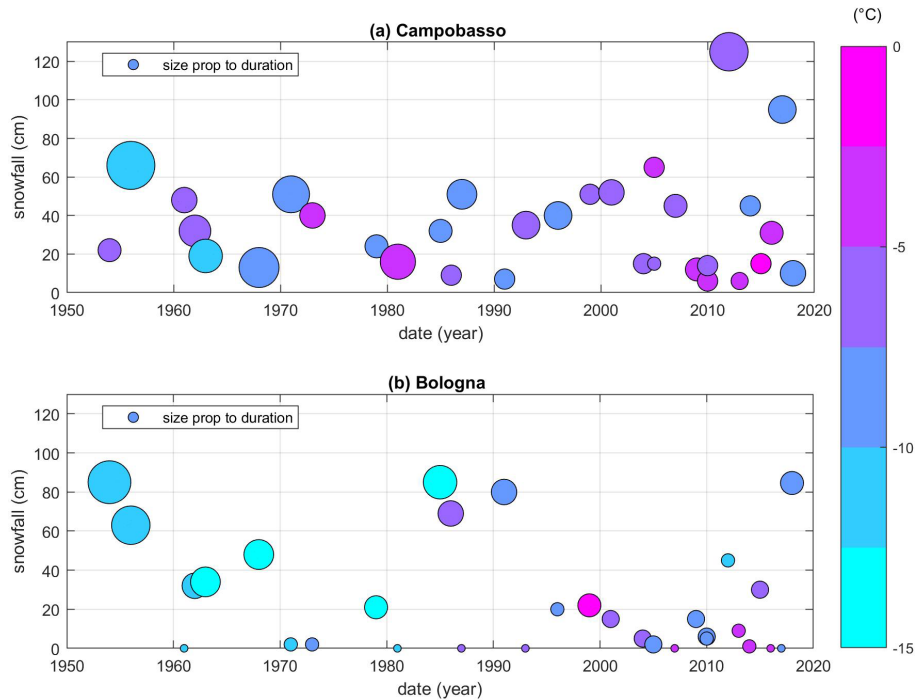 (°C)
(a) Campobasso
size prop to duration
snowfall (cm)
120
100
80
60
40
20
0
1950 1960 1970 1980 1990 2000 2010 2020
date (year)
(b) Bologna
size prop to duration
snowfall (cm)
120
100
80
60
40
20
0
1950 1960 1970 1980 1990 2000 2010 2020
date (year)
0
-5
-10
-15